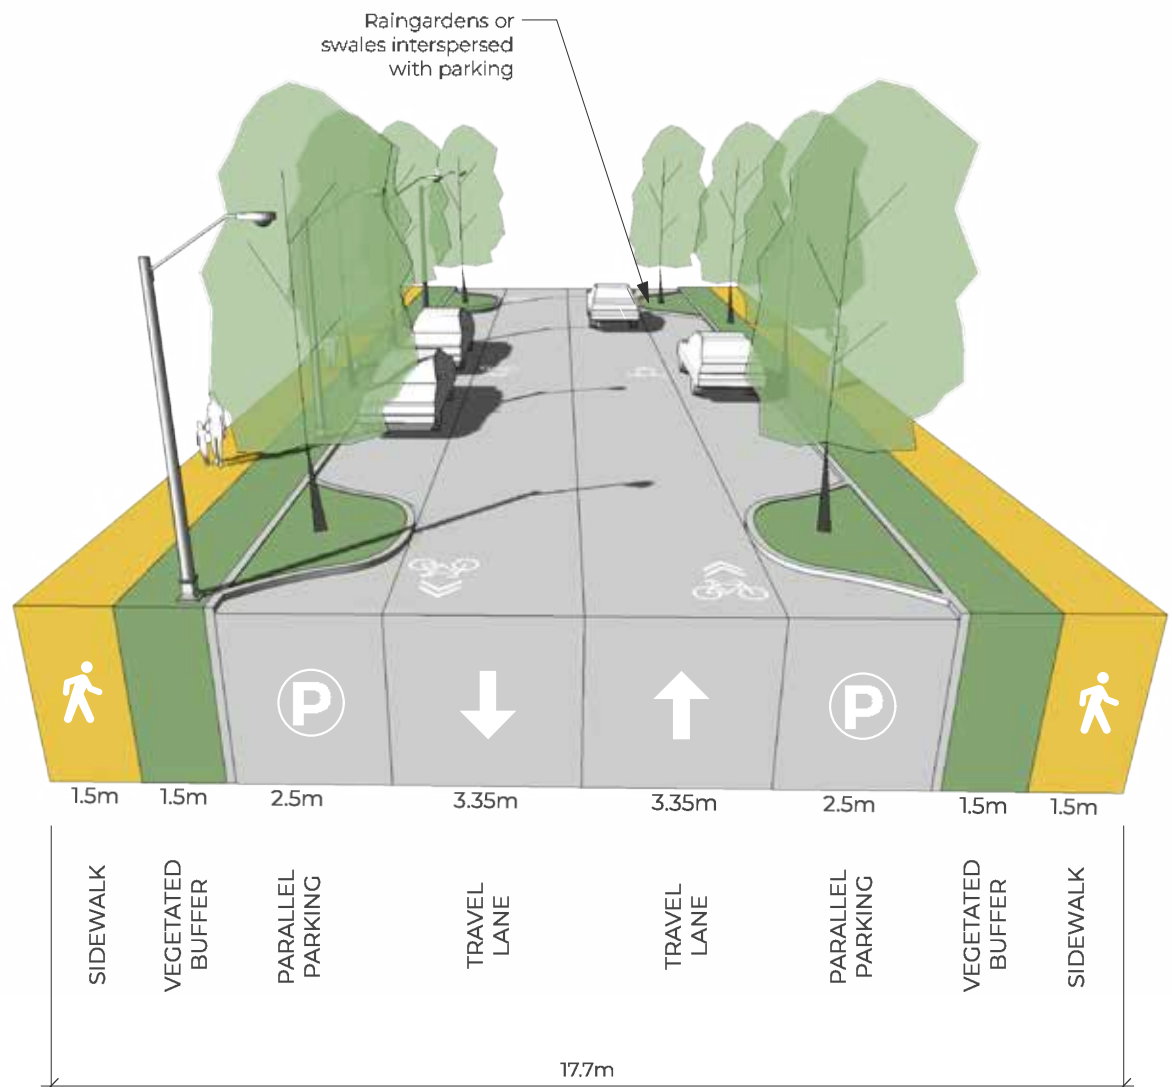 Raingardens or
swales interspersed
with parking
P
P
1.5m
1.5m
2.5m
3.35m
3.35m
2.5m
1.5m
1.5m
SIDEWALK
VEGETATED
BUFFER
PARALLEL
PARKING
TRAVEL
LANE
TRAVEL
LANE
PARALLEL
PARKING
VEGETATED
BUFFER
SIDEWALK
17.7m